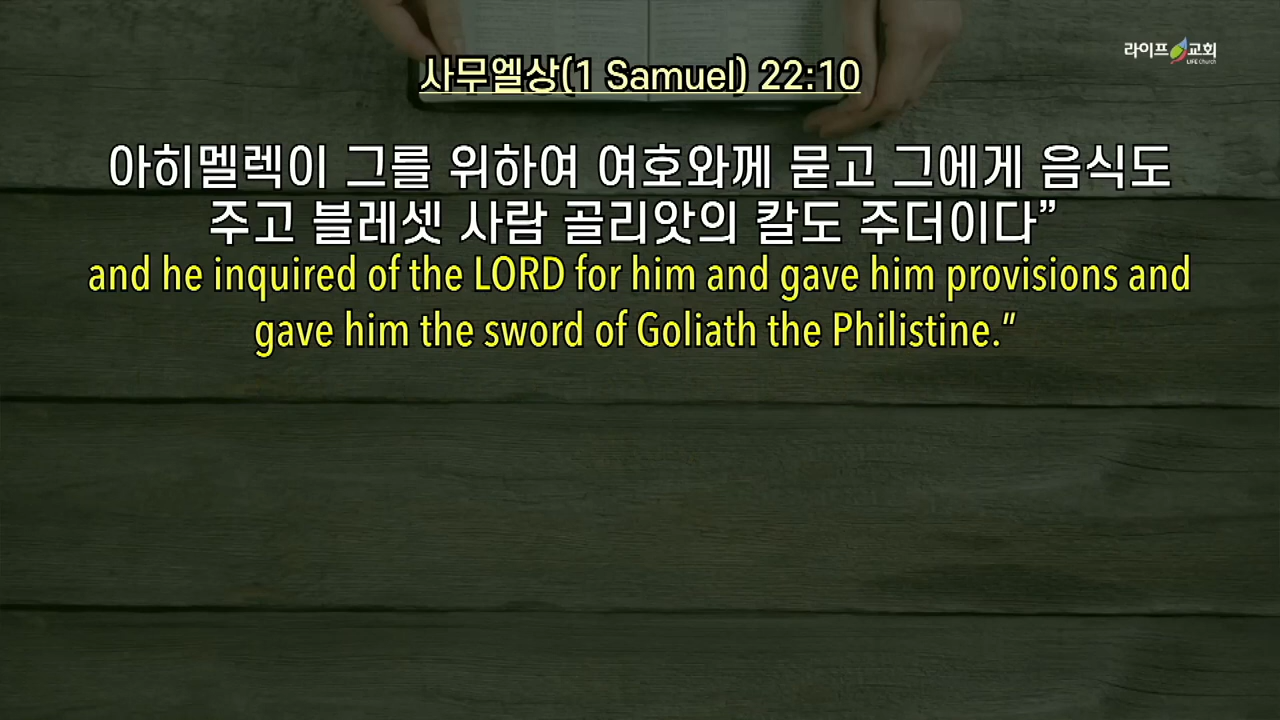 라이프교회
LIFE Church
사무엘상(1 Samuel) 22:10
아히멜렉이 그를 위하여 여호와께 묻고 그에게 음식도
주고 블레셋 사람 골리앗의 칼도 주더이다”
and he inquired of the LORD for him and gave him provisions and
gave him the sword of Goliath the Philistine.”